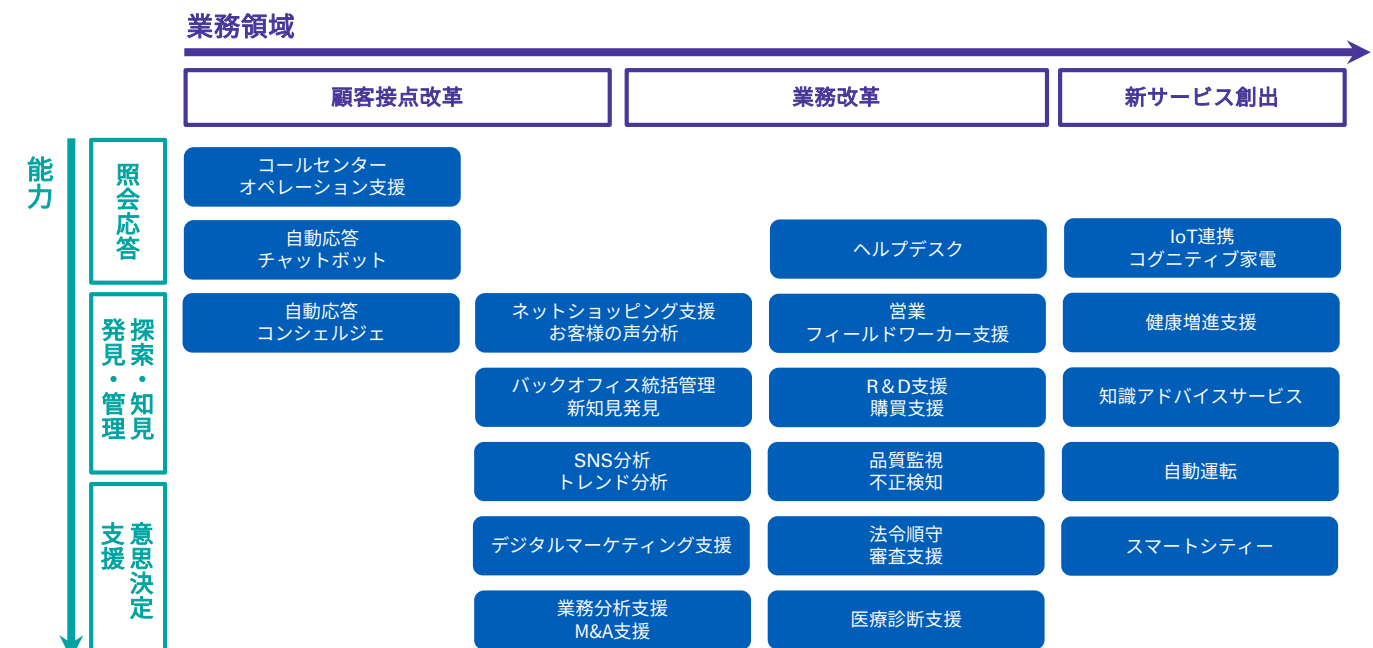 業務領域
顧客接点改革
業務改革
新サービス創出
能力
照会応答
コールセンター
オペレーション支援
自動応答
チャットボット
ヘルプデスク
IoT連携
コグニティブ家電
探索・知見
発見・管理
自動応答
コンシェルジェ
ネットショッピング支援
お客様の声分析
営業
フィールドワーカー支援
健康増進支援
バックオフィス統括管理
新知見発見
R＆D支援
購買支援
知識アドバイスサービス
SNS分析
トレンド分析
品質監視
不正検知
自動運転
意思決定
支援
デジタルマーケティング支援
法令順守
審査支援
スマートシティー
業務分析支援
M&A支援
医療診断支援